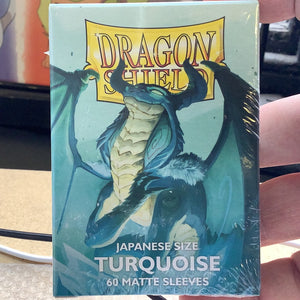 DRAGON
SHIELD
JAPANESE SIZE
TURQUOISE
60 MATTE SLEEVES